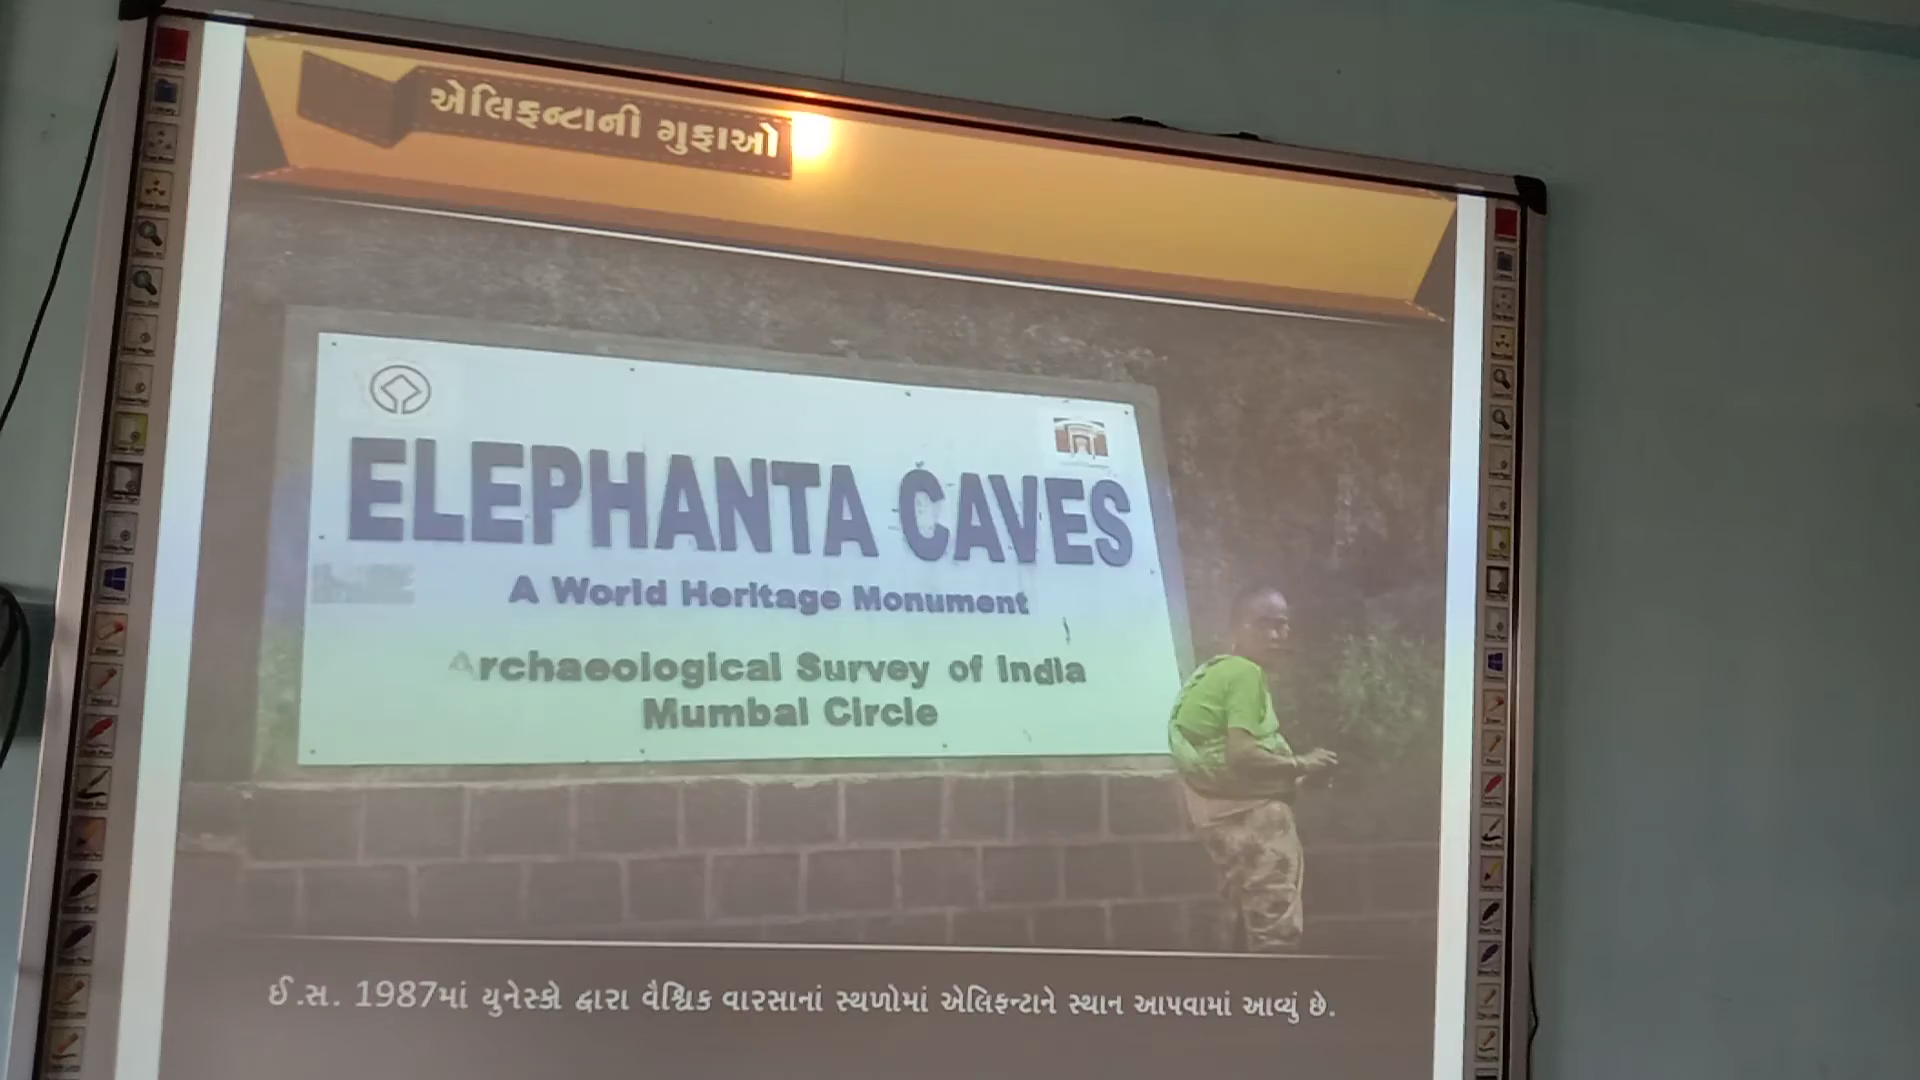 એલિફન્ટાની ગુફાઓ
ELEPHANTA CAVES
A World Heritage Monument
Archaeological Survey of India
Mumbai Circle
ઈ.સ. 1987માં યુનેસ્કો દ્વારા વૈશ્વિક વારસાનાં સ્થળોમાં એલિફન્ટાને સ્થાન આપવામાં આવ્યું છે.